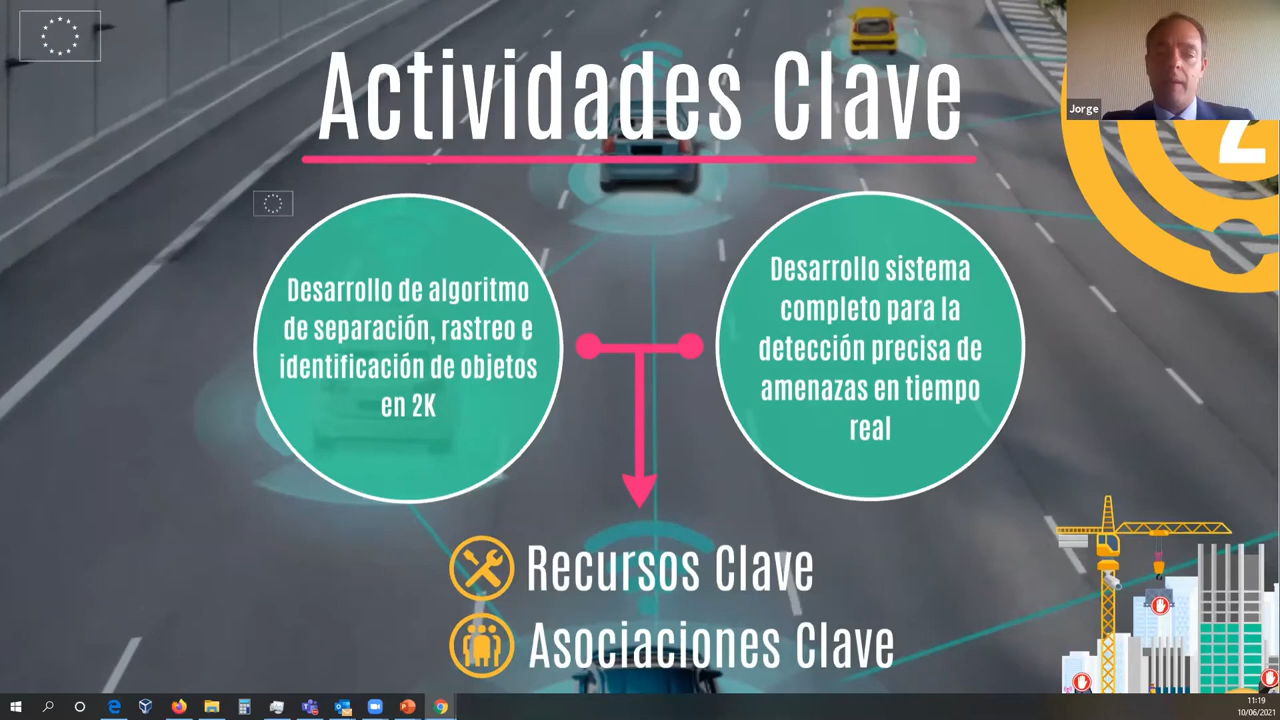 Actividades Clave
Jorge
2
Desarrollo de algoritmo
de separación, rastreo e
identificación de objetos
en 2K
Desarrollo sistema
completo para la
detección precisa de
amenazas en tiempo
real
Recursos Clave
Asociaciones Clave
11:19
10/06/2021